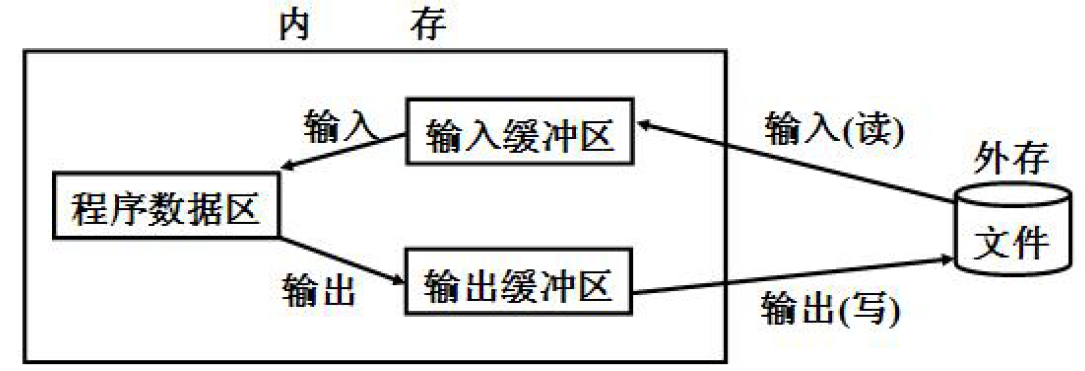 内 存
输入
输入缓冲区
输入(读)
外存
程序数据区
文件
输出
输出缓冲区
输出(写)